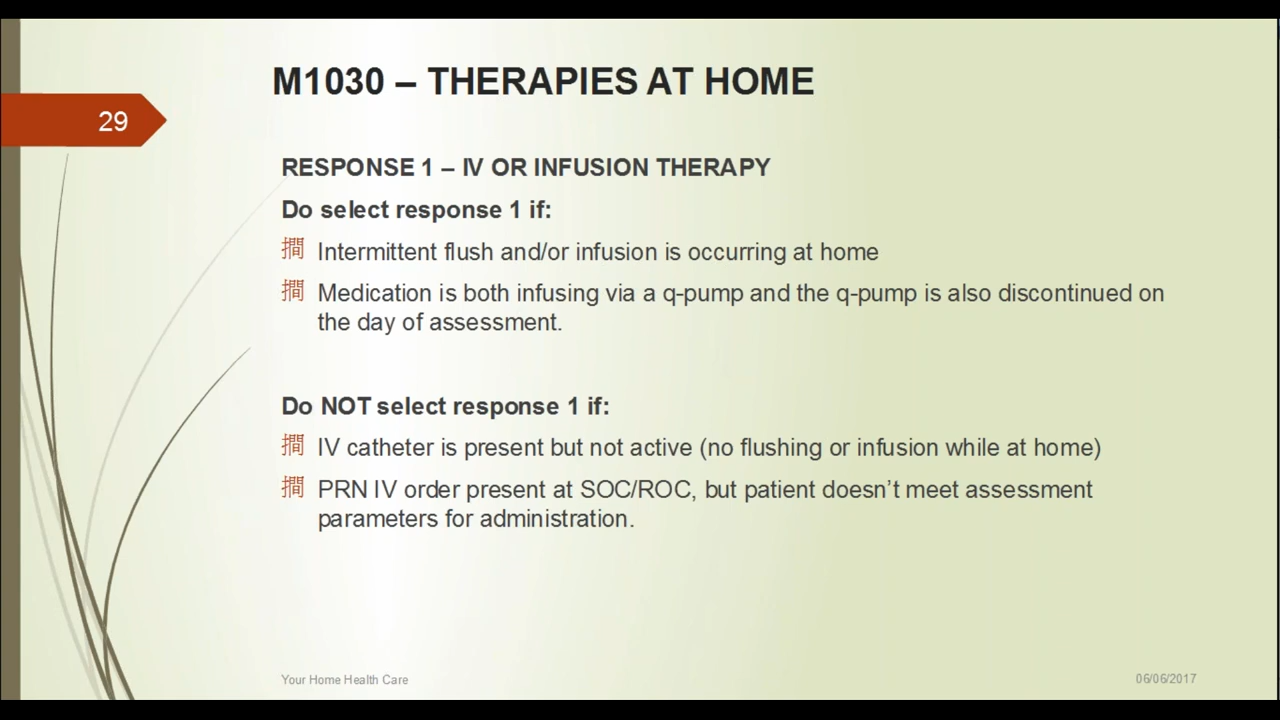 M1030 – THERAPIES AT HOME
29
RESPONSE 1 – IV OR INFUSION THERAPY
Do select response 1 if:
擱 Intermittent flush and/or infusion is occurring at home
擱 Medication is both infusing via a q-pump and the q-pump is also discontinued on
the day of assessment.
Do NOT select response 1 if:
擱 IV catheter is present but not active (no flushing or infusion while at home)
擱 PRN IV order present at SOC/ROC, but patient doesn’t meet assessment
parameters for administration.
Your Home Health Care
06/06/2017